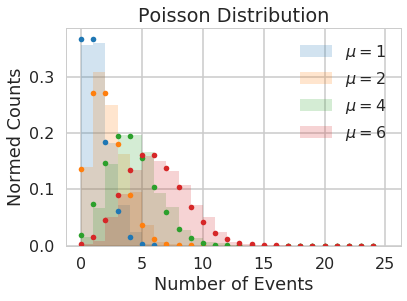 Poisson Distribution
μ = 1
μ = 2
μ = 4
μ = 6
Normed Counts
0.3
0.2
0.1
0.0
0 5 10 15 20 25
Number of Events